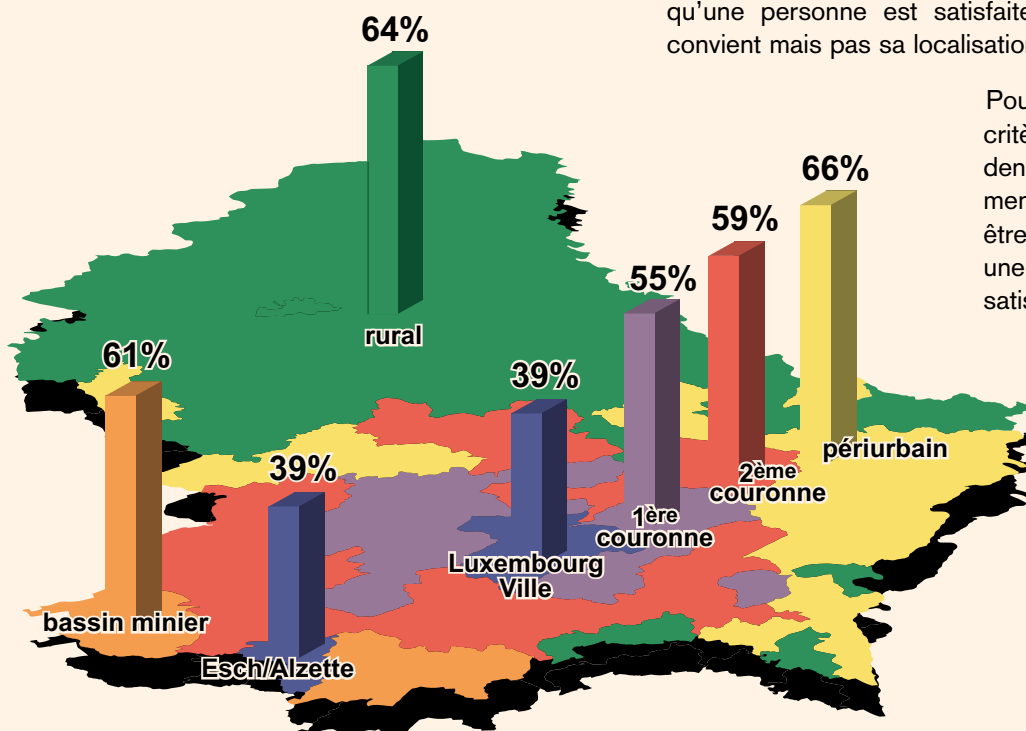 qu'une personne est satisfaite
convient mais pas sa localisation
Pou
critè
den
mer
être
une
satis
64%
rural
66%
périurbain
59%
2ème
couronne
55%
1ère
couronne
39%
Luxembourg
Ville
61%
bassin minier
39%
Esch/Alzette